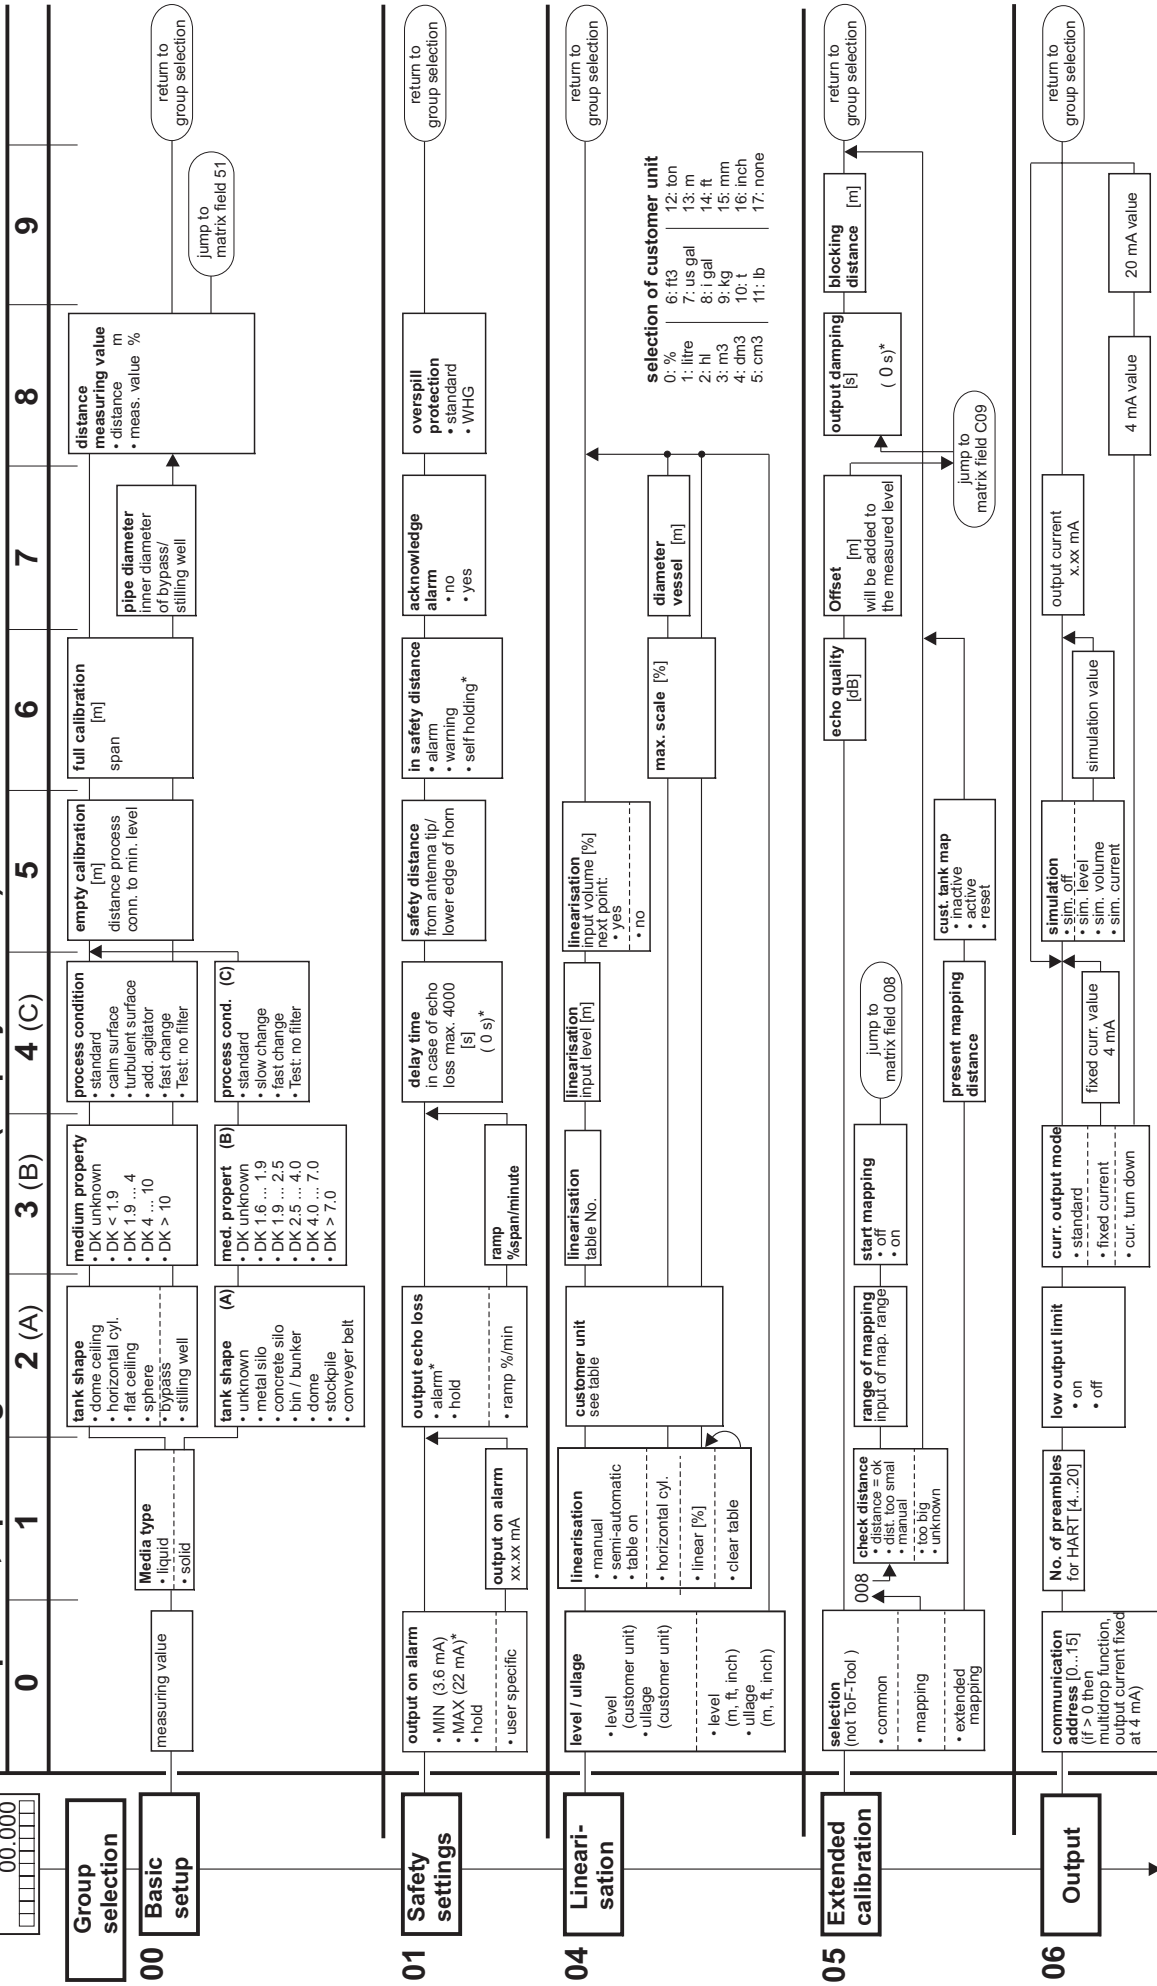 00.000
0
1
2 (A)
3 (B)
4 (C)
5
6
7
8
9
Group
selection
00
Basic
setup
measuring value
Media type
• liquid
• solid
tank shape
• dome ceiling
• horizontal cyl.
• flat ceiling
• sphere
• bypass
• stilling well
tank shape (A)
• unknown
• metal silo
• concrete silo
• bin / bunker
• dome
• stockpile
• conveyer belt
medium property
• DK unknown
• DK < 1.9
• DK 1.9 ... 4
• DK 4 ... 10
• DK > 10
med. propert (B)
• DK unknown
• DK 1.6 ... 1.9
• DK 1.9 ... 2.5
• DK 2.5 ... 4.0
• DK 4.0 ... 7.0
• DK > 7.0
process condition
• standard
• calm surface
• turbulent surface
• add. agitator
• fast change
• Test: no filter
process cond. (C)
• standard
• slow change
• fast change
• Test: no filter
empty calibration
[m]
distance process
conn. to min. level
full calibration
[m]
span
pipe diameter
inner diameter
of bypass/
stilling well
distance
measuring value
• distance m
• meas. value %
jump to
matrix field 51
return to
group selection
01
Safety
settings
output on alarm
• MIN (3.6 mA)
• MAX (22 mA)*
• hold
• user specific
output on alarm
xx.xx mA
output echo loss
• alarm*
• hold
• ramp %/min
ramp
%span/minute
delay time
in case of echo
loss max. 4000
[s]
( 0 s)*
safety distance
from antenna tip/
lower edge of horn
in safety distance
• alarm
• warning
• self holding*
acknowledge
alarm
• no
• yes
overspill
protection
• standard
• WHG
return to
group selection
04
Lineari-
sation
level / ullage
• level
(customer unit)
• ullage
(customer unit)
• level
(m, ft, inch)
• ullage
(m, ft, inch)
linearisation
• manual
• semi-automatic
• table on
• horizontal cyl.
• linear [%]
• clear table
customer unit
see table
linearisation
table No.
linearisation
input level [m]
linearisation
input volume [%]
next point:
• yes
• no
max. scale [%]
diameter
vessel [m]
selection of customer unit
0: % 6: ft3 12: ton
1: litre 7: us gal 13: m
2: hl 8: i gal 14: ft
3: m3 9: kg 15: mm
4: dm3 10: t 16: inch
5: cm3 11: lb 17: none
return to
group selection
05
Extended
calibration
selection
(not ToF-Tool )
• common
• mapping
• extended
mapping
008
check distance
• distance = ok
• dist. too smal
• manual
• too big
• unknown
range of mapping
input of map. range
start mapping
• off
• on
jump to
matrix field 008
present mapping
distance
cust. tank map
• inactive
• active
• reset
echo quality
[dB]
Offset
[m]
will be added to
the measured level
jump to
matrix field C09
output damping
[s]
( 0 s)*
blocking
distance [m]
return to
group selection
06
Output
communication
address [0...15]
(if > 0 then
multidrop function,
output current fixed
at 4 mA)
No. of preambles
for HART [4...20]
low output limit
• on
• off
curr. output mode
• standard
• fixed current
• cur. turn down
fixed curr. value
4 mA
simulation
• sim. off
• sim. level
• sim. volume
• sim. current
simulation value
output current
x.xx mA
4 mA value
20 mA value
return to
group selection